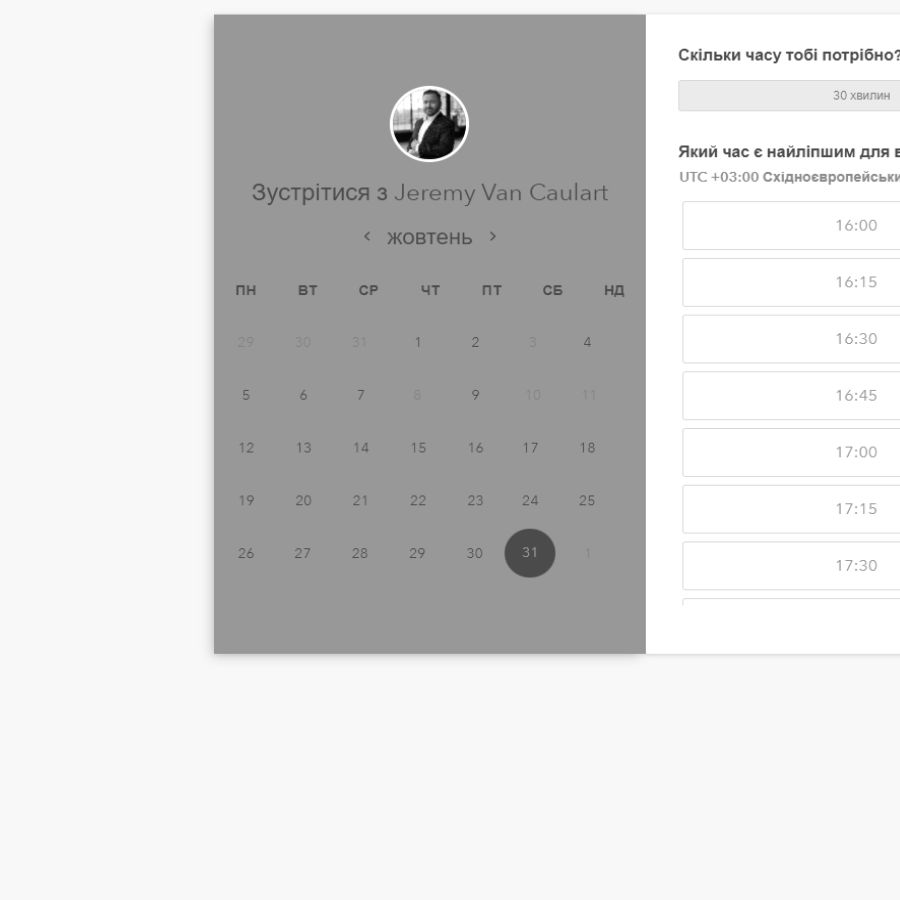 Зустрітися з Jeremy Van Caulart
‹ жовтень ›
ПН ВТ СР ЧТ ПТ СБ НД
29 30 31 1 2 3 4
5 6 7 8 9 10 11
12 13 14 15 16 17 18
19 20 21 22 23 24 25
26 27 28 29 30 31 1
Скільки часу тобі потрібно?
30 хвилин
Який час є найліпшим для в
UTC +03:00 Східноєвропейськи
16:00
16:15
16:30
16:45
17:00
17:15
17:30